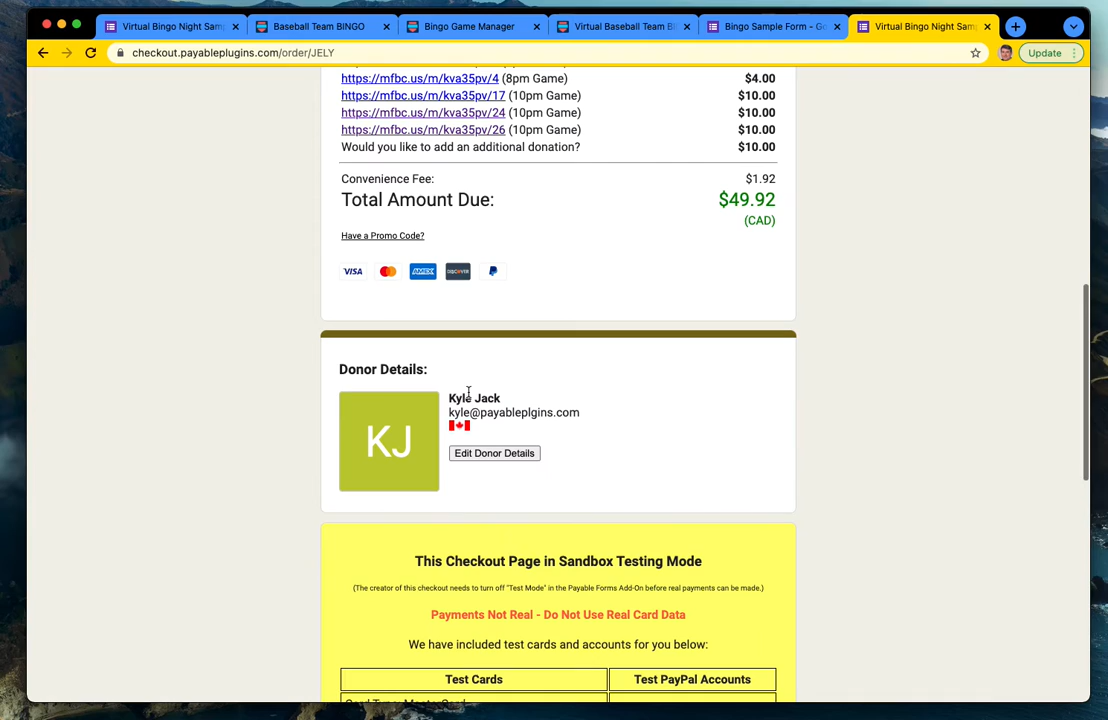 Virtual Bingo Night Sam
Baseball Team BINGO
Bingo Game Manager
Virtual Baseball Team BI
Bingo Sample Form - Go
Virtual Bingo Night Sam
checkout.payableplugins.com/order/JELY
Update
https://mfbc.us/m/kva35pv/4 (8pm Game) $4.00
https://mfbc.us/m/kva35pv/17 (10pm Game) $10.00
https://mfbc.us/m/kva35pv/24 (10pm Game) $10.00
https://mfbc.us/m/kva35pv/26 (10pm Game) $10.00
Would you like to add an additional donation? $10.00
Convenience Fee: $1.92
Total Amount Due: $49.92
(CAD)
Have a Promo Code?
VISA AMEX DISCOVER
Donor Details:
KJ
Kyle Jack
kyle@payableplgins.com
Edit Donor Details
This Checkout Page in Sandbox Testing Mode
(The creator of this checkout needs to turn off "Test Mode" in the Payable Forms Add-On before real payments can be made.)
Payments Not Real - Do Not Use Real Card Data
We have included test cards and accounts for you below:
Test Cards Test PayPal Accounts